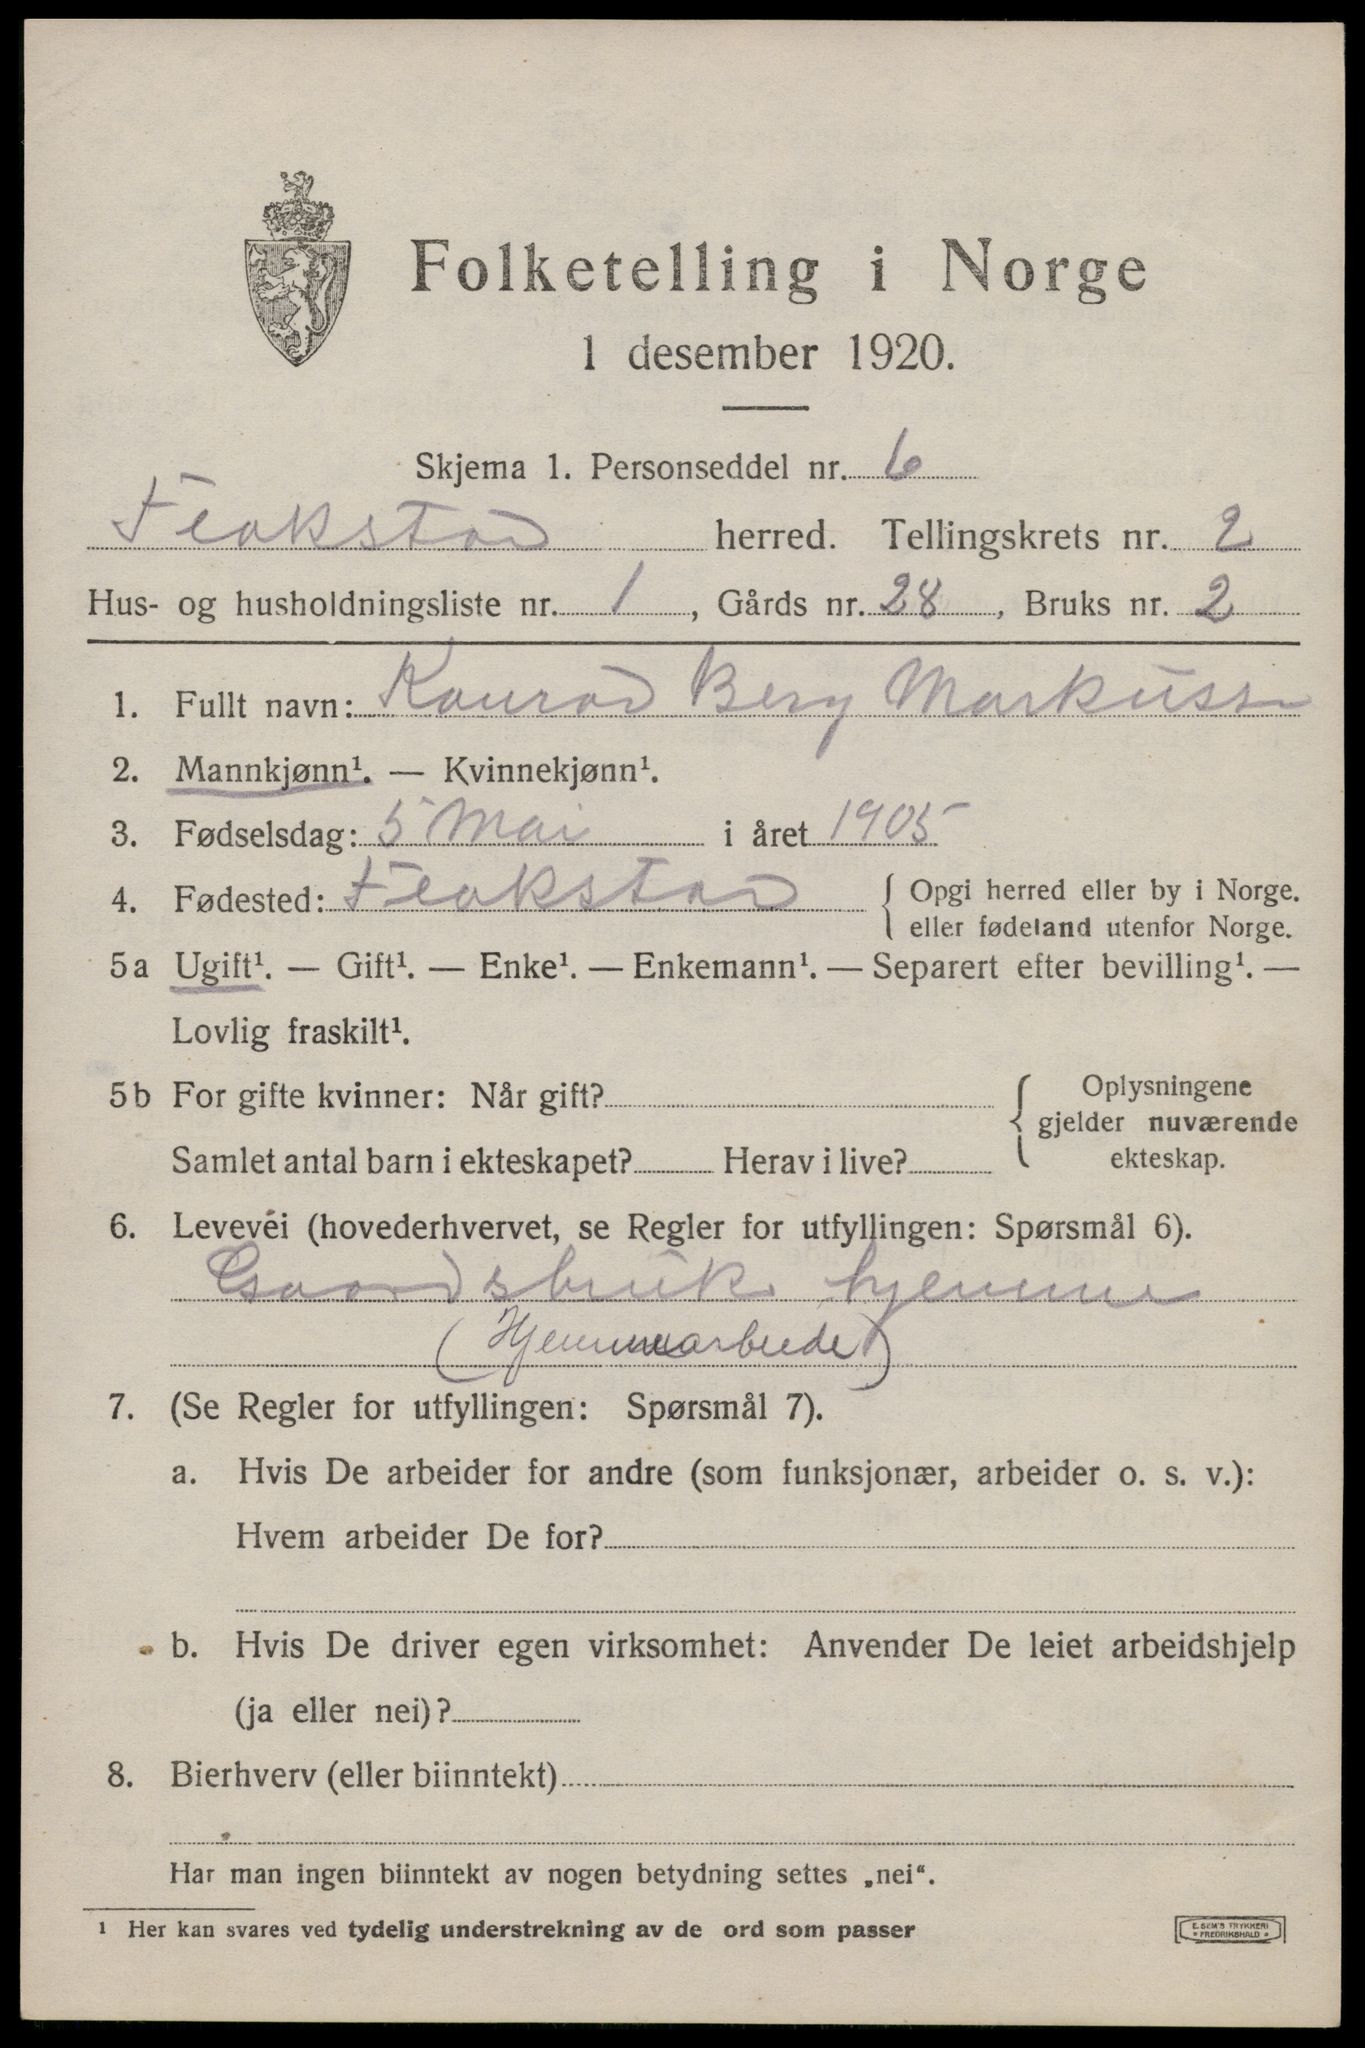 Folketelling i Norge
1 desember 1920.
Skjema 1. Personseddel nr. 6
Flakstad herred. Tellingskrets nr. 2
Hus- og husholdningsliste nr. 1, Gårds nr. 28, Bruks nr. 2
1. Fullt navn: Konrad Berg Markuss
2. Mannkjønn¹. — Kvinnekjønn¹.
3. Fødselsdag: 5 Mai i året 1905
4. Fødested: Flakstad { Opgi herred eller by i Norge.
eller fødeland utenfor Norge.
5a Ugift¹. — Gift¹. — Enke¹. — Enkemann¹. — Separert efter bevilling¹. —
Lovlig fraskilt¹.
5b For gifte kvinner: Når gift?
Samlet antal barn i ekteskapet? Herav i live?
{ Oplysningene
gjelder nuværende
ekteskap.
6. Levevei (hovederhvervet, se Regler for utfyllingen: Spørsmål 6).
Gaardsbruk hjemme
(Hjemmearbeide)
7. (Se Regler for utfyllingen: Spørsmål 7).
a. Hvis De arbeider for andre (som funksjonær, arbeider o. s. v.):
Hvem arbeider De for?
b. Hvis De driver egen virksomhet: Anvender De leiet arbeidshjelp
(ja eller nei)?
8. Bierhverv (eller biinntekt)
Har man ingen biinntekt av nogen betydning settes „nei“.
¹ Her kan svares ved tydelig understrekning av de ord som passer
E. SEM'S TRYKKERI
* FREDRIKSHALD *